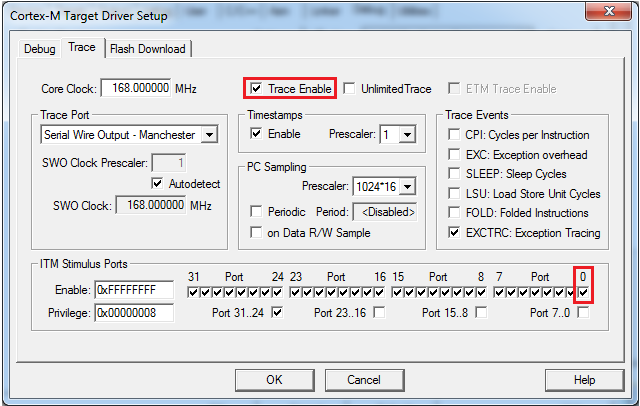 Cortex-M Target Driver Setup
Debug Trace Flash Download
Core Clock: 168.000000 MHz Trace Enable Unlimited Trace ETM Trace Enable
Trace Port
Serial Wire Output - Manchester
SWO Clock Prescaler: 1
Autodetect
SWO Clock: 168.000000 MHz
Timestamps
Enable Prescaler: 1
PC Sampling
Prescaler: 1024*16
Periodic Period: <Disabled>
on Data R/W Sample
Trace Events
CPI: Cycles per Instruction
EXC: Exception overhead
SLEEP: Sleep Cycles
LSU: Load Store Unit Cycles
FOLD: Folded Instructions
EXCTRC: Exception Tracing
ITM Stimulus Ports
31 Port 24 23 Port 16 15 Port 8 7 Port 0
Enable: 0xFFFFFFFF
Privilege: 0x00000008 Port 31..24 Port 23..16 Port 15..8 Port 7..0
OK Cancel Help